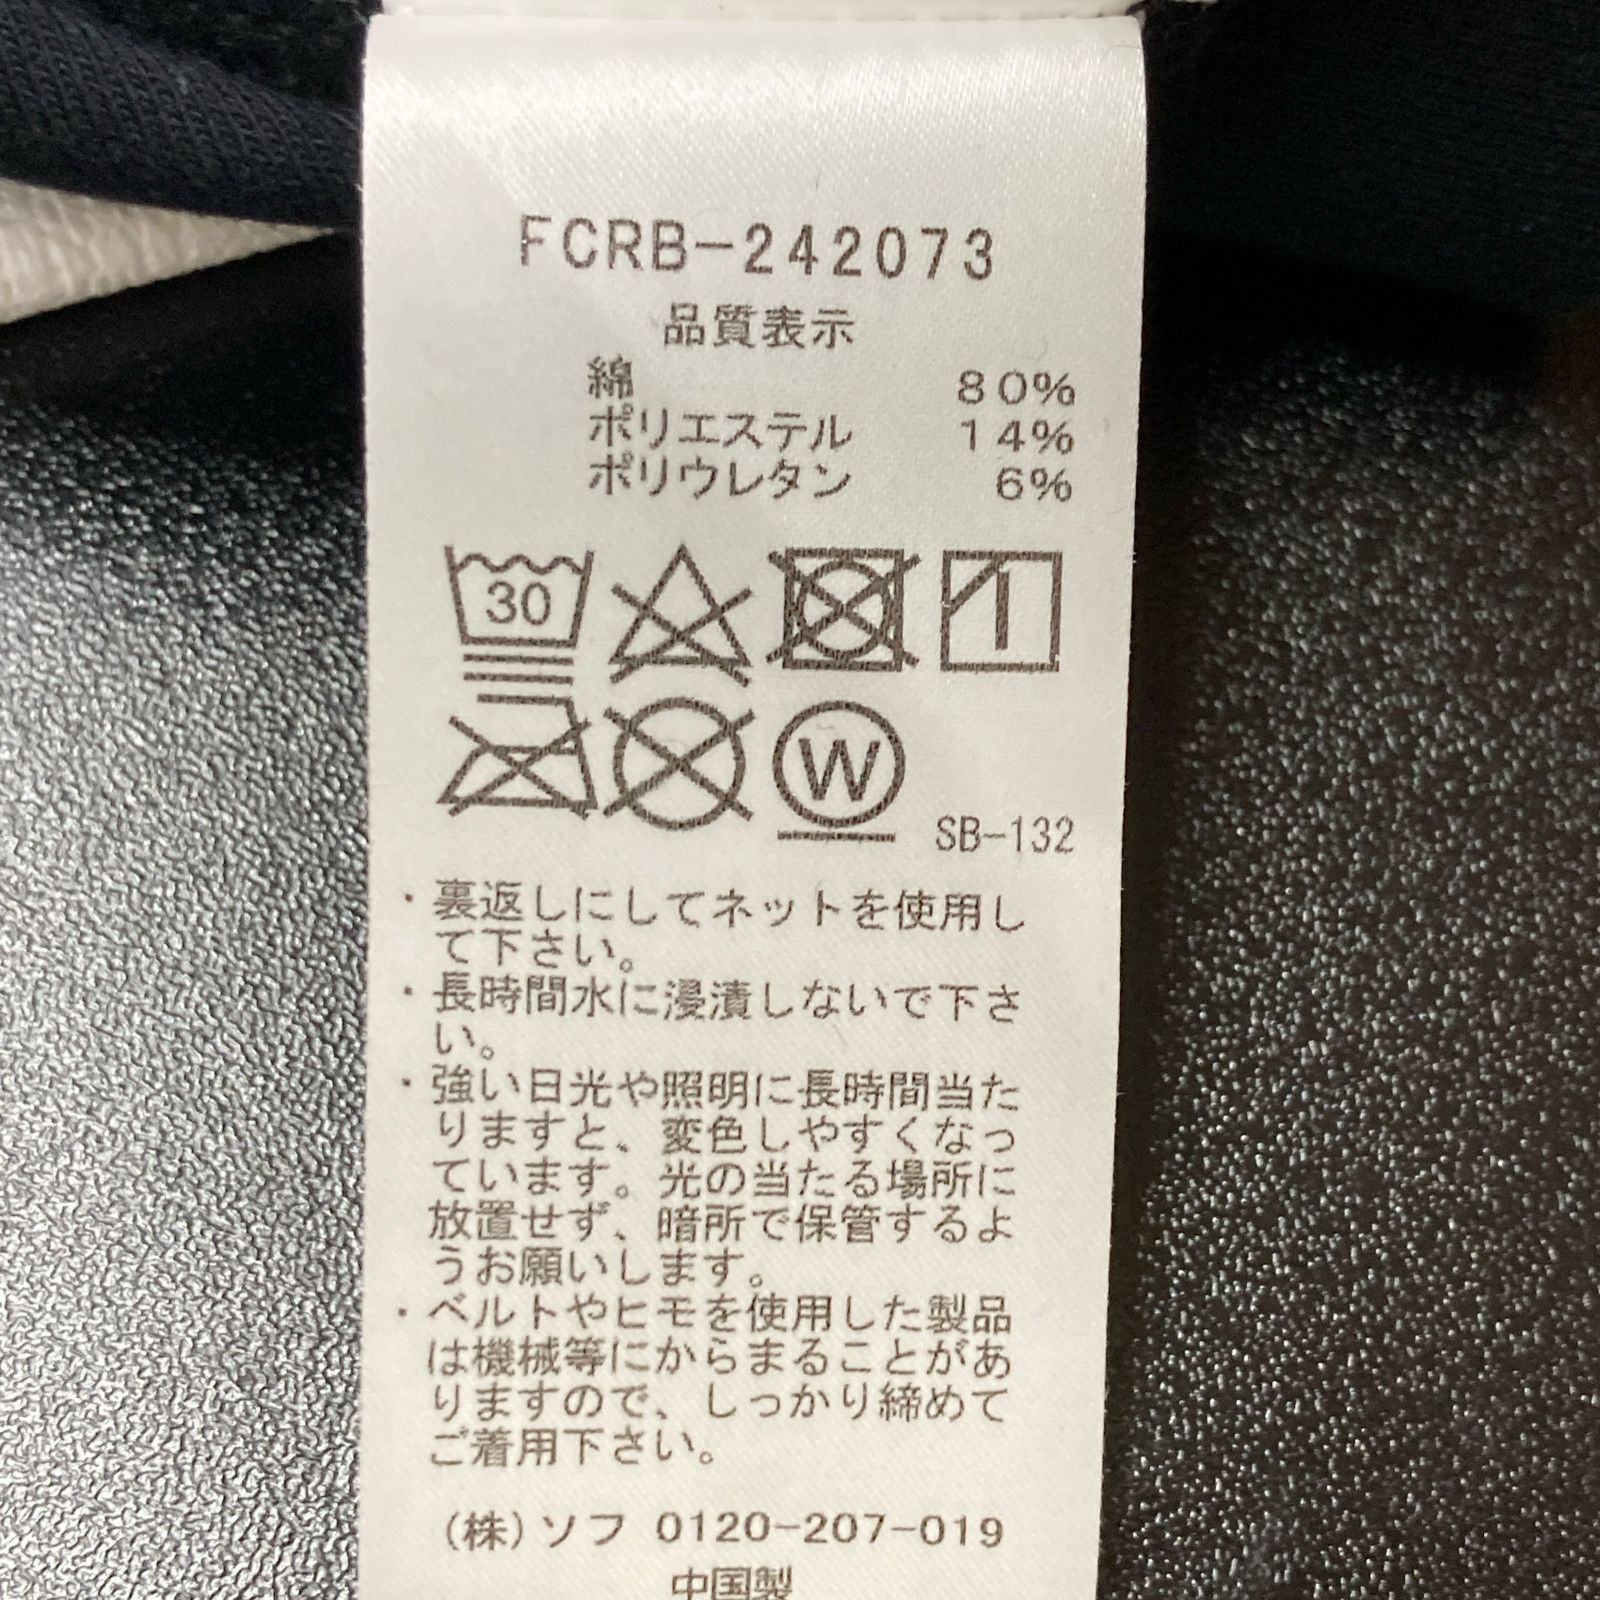 FCRB-242073
品質表示
綿 80%
ポリエステル 14%
ポリウレタン 6%
30
W
SB-132
・裏返しにしてネットを使用し
て下さい。
・長時間水に浸漬しないで下さ
い。
・強い日光や照明に長時間当た
りますと、変色しやすくなっ
ています。光の当たる場所に
放置せず、暗所で保管するよ
うお願いします。
・ベルトやヒモを使用した製品
は機械等にからまることがあ
りますので、しっかり締めて
ご着用下さい。
(株)ソフ 0120-207-019
中国製